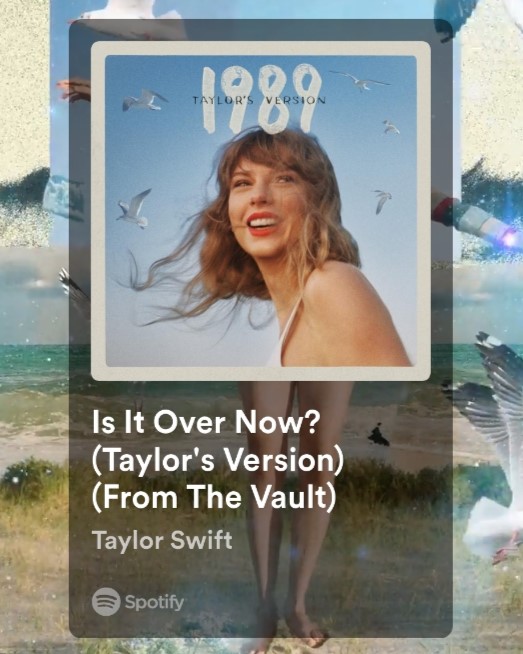 1989
TAYLOR'S VERSION
Is It Over Now?
(Taylor's Version)
(From The Vault)
Taylor Swift
Spotify